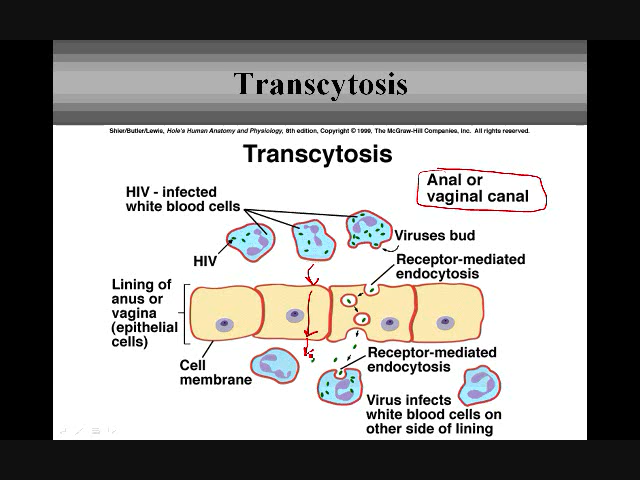 Transcytosis
Shier/Butler/Lewis, Hole's Human Anatomy and Physiology, 8th edition, Copyright © 1999, The McGraw-Hill Companies, Inc. All rights reserved.
Transcytosis
Anal or
vaginal canal
HIV - infected
white blood cells
Viruses bud
HIV
Receptor-mediated
endocytosis
Lining of
anus or
vagina
(epithelial
cells)
Cell
membrane
Receptor-mediated
endocytosis
Virus infects
white blood cells on
other side of lining